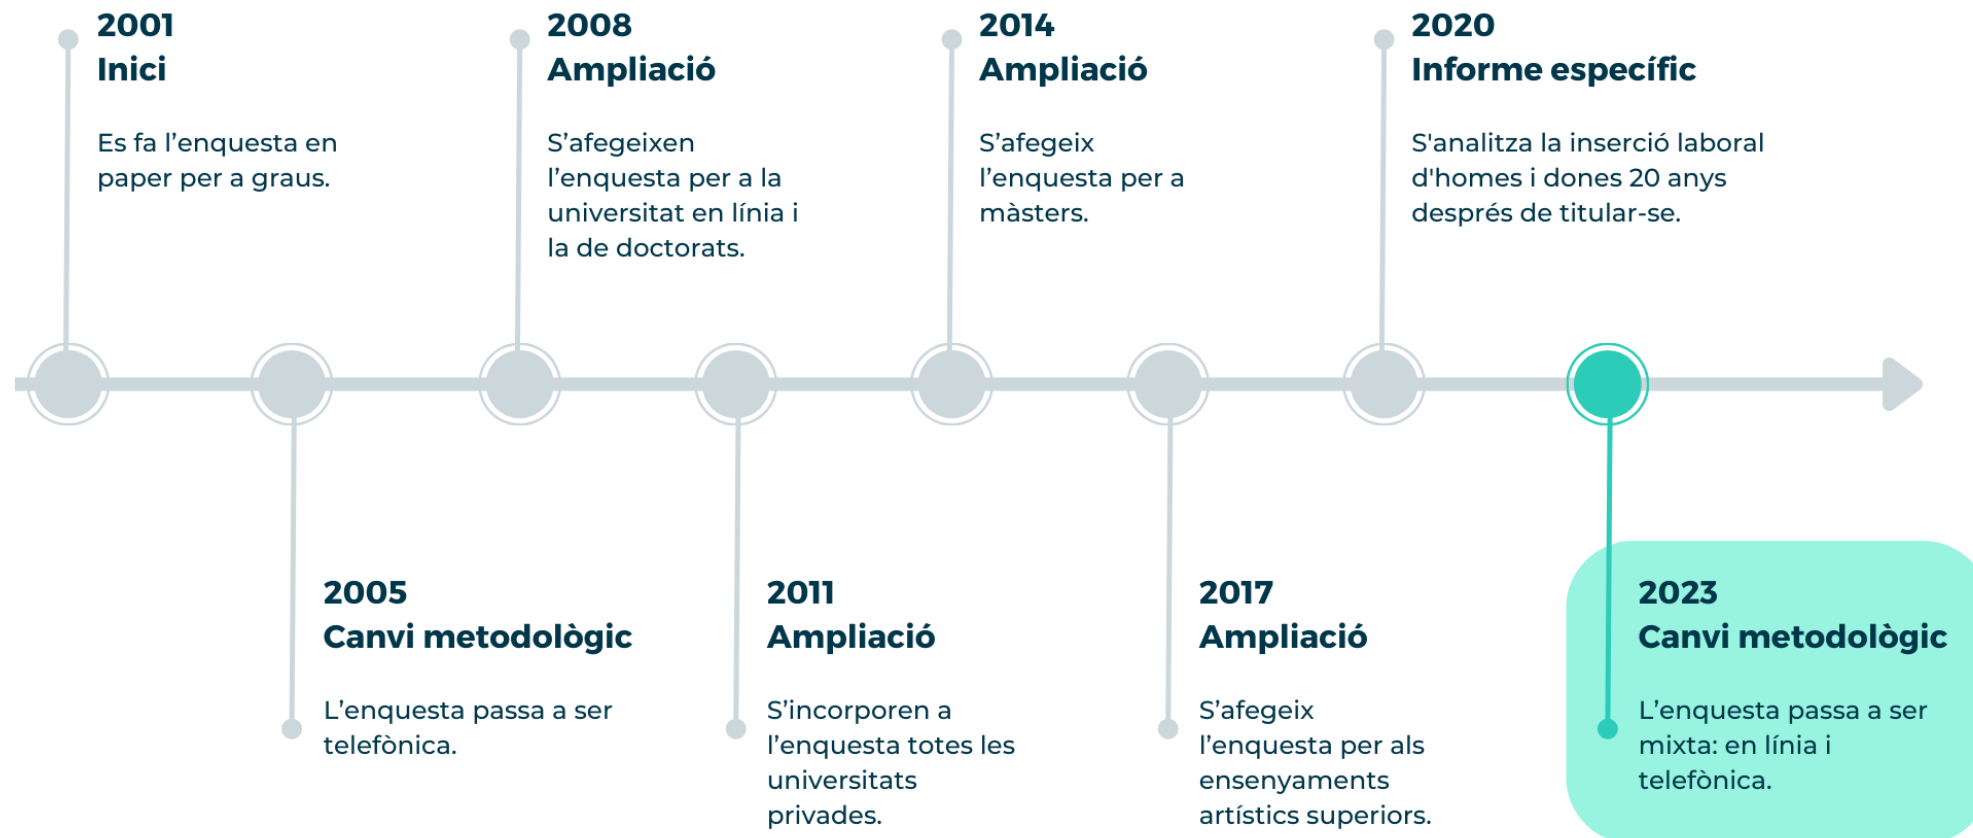 2001
Inici
Es fa l’enquesta en
paper per a graus.
2008
Ampliació
S’afegeixen
l’enquesta per a la
universitat en línia i
la de doctorats.
2014
Ampliació
S’afegeix
l’enquesta per a
màsters.
2020
Informe específic
S'analitza la inserció laboral
d'homes i dones 20 anys
després de titular-se.
2005
Canvi metodològic
L’enquesta passa a ser
telefònica.
2011
Ampliació
S’incorporen a
l’enquesta totes les
universitats
privades.
2017
Ampliació
S’afegeix
l’enquesta per als
ensenyaments
artístics superiors.
2023
Canvi metodològic
L’enquesta passa a ser
mixta: en línia i
telefònica.